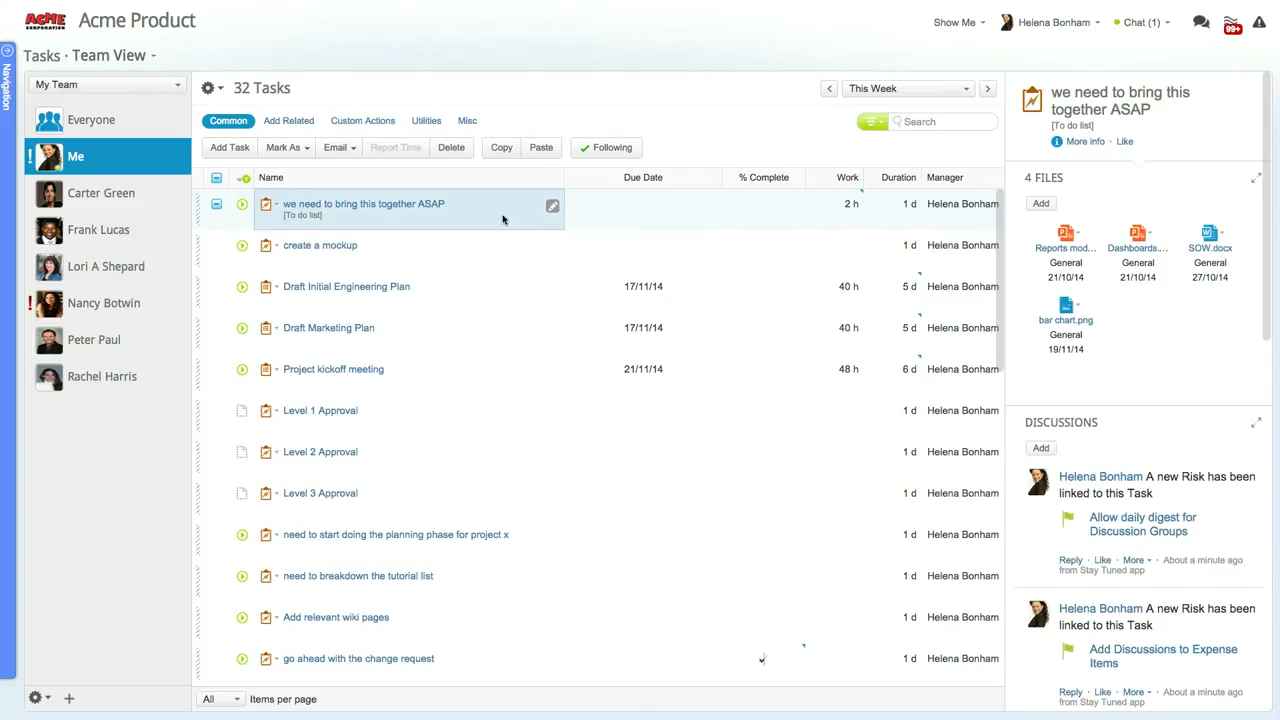 ACME
CORPORATION
Acme Product
Show Me
Helena Bonham
Chat (1)
99+
Navigation
Tasks · Team View
My Team
Everyone
Me
Carter Green
Frank Lucas
Lori A Shepard
Nancy Botwin
Peter Paul
Rachel Harris
32 Tasks
This Week
Common
Add Related
Custom Actions
Utilities
Misc
Search
Add Task
Mark As
Email
Report Time
Delete
Copy
Paste
Following
Name
Due Date
% Complete
Work
Duration
Manager
we need to bring this together ASAP
[To do list]
2 h
1 d
Helena Bonham
create a mockup
1 d
Helena Bonham
Draft Initial Engineering Plan
17/11/14
40 h
5 d
Helena Bonham
Draft Marketing Plan
17/11/14
40 h
5 d
Helena Bonham
Project kickoff meeting
21/11/14
48 h
6 d
Helena Bonham
Level 1 Approval
1 d
Helena Bonham
Level 2 Approval
1 d
Helena Bonham
Level 3 Approval
1 d
Helena Bonham
need to start doing the planning phase for project x
1 d
Helena Bonham
need to breakdown the tutorial list
1 d
Helena Bonham
Add relevant wiki pages
1 d
Helena Bonham
go ahead with the change request
1 d
Helena Bonham
All
Items per page
we need to bring this
together ASAP
[To do list]
More info · Like
4 FILES
Add
Reports mod...
General
21/10/14
Dashboards....
General
21/10/14
SOW.docx
General
27/10/14
bar chart.png
General
19/11/14
DISCUSSIONS
Add
Helena Bonham A new Risk has been
linked to this Task
Allow daily digest for
Discussion Groups
Reply · Like · More · About a minute ago
from Stay Tuned app
Helena Bonham A new Risk has been
linked to this Task
Add Discussions to Expense
Items
Reply · Like · More · About a minute ago
from Stay Tuned app